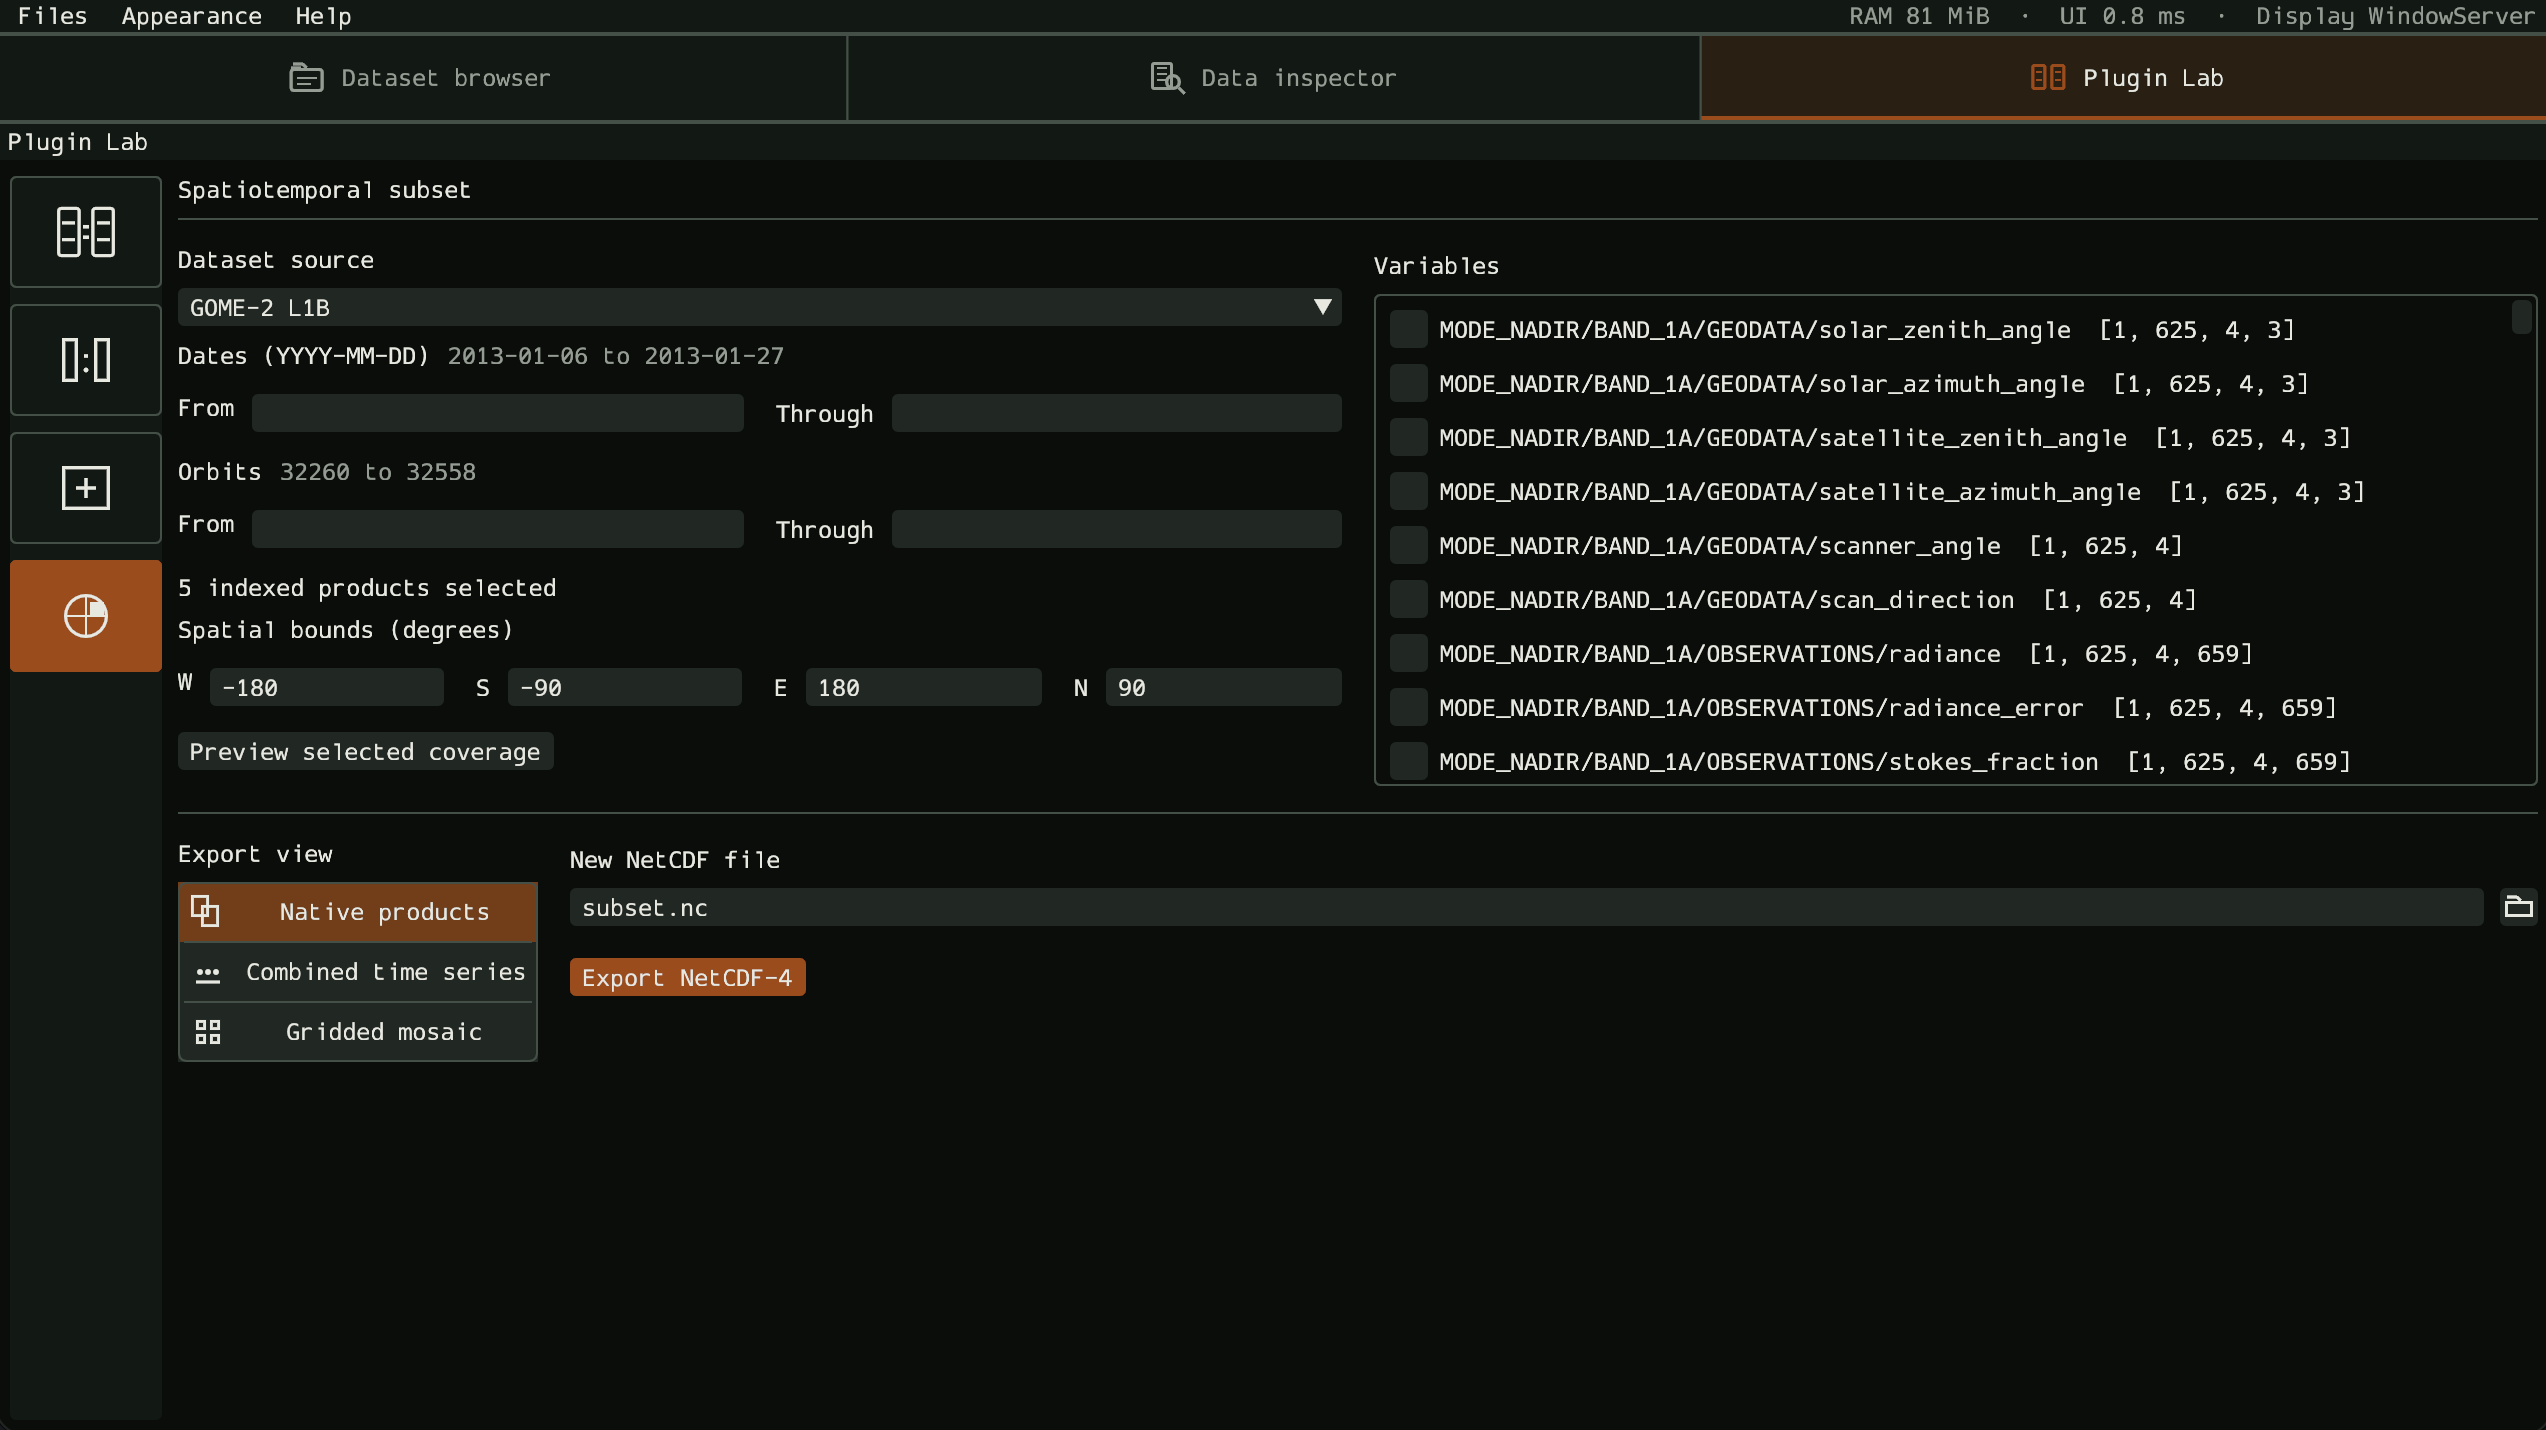 Files Appearance Help RAM 81 MiB · UI 0.8 ms · Display WindowServer
Dataset browser Data inspector Plugin Lab
Plugin Lab
Spatiotemporal subset
Dataset source
GOME-2 L1B
Dates (YYYY-MM-DD) 2013-01-06 to 2013-01-27
From Through
Orbits 32260 to 32558
From Through
5 indexed products selected
Spatial bounds (degrees)
W -180 S -90 E 180 N 90
Preview selected coverage
Variables
MODE_NADIR/BAND_1A/GEODATA/solar_zenith_angle [1, 625, 4, 3]
MODE_NADIR/BAND_1A/GEODATA/solar_azimuth_angle [1, 625, 4, 3]
MODE_NADIR/BAND_1A/GEODATA/satellite_zenith_angle [1, 625, 4, 3]
MODE_NADIR/BAND_1A/GEODATA/satellite_azimuth_angle [1, 625, 4, 3]
MODE_NADIR/BAND_1A/GEODATA/scanner_angle [1, 625, 4]
MODE_NADIR/BAND_1A/GEODATA/scan_direction [1, 625, 4]
MODE_NADIR/BAND_1A/OBSERVATIONS/radiance [1, 625, 4, 659]
MODE_NADIR/BAND_1A/OBSERVATIONS/radiance_error [1, 625, 4, 659]
MODE_NADIR/BAND_1A/OBSERVATIONS/stokes_fraction [1, 625, 4, 659]
Export view
Native products
Combined time series
Gridded mosaic
New NetCDF file
subset.nc
Export NetCDF-4